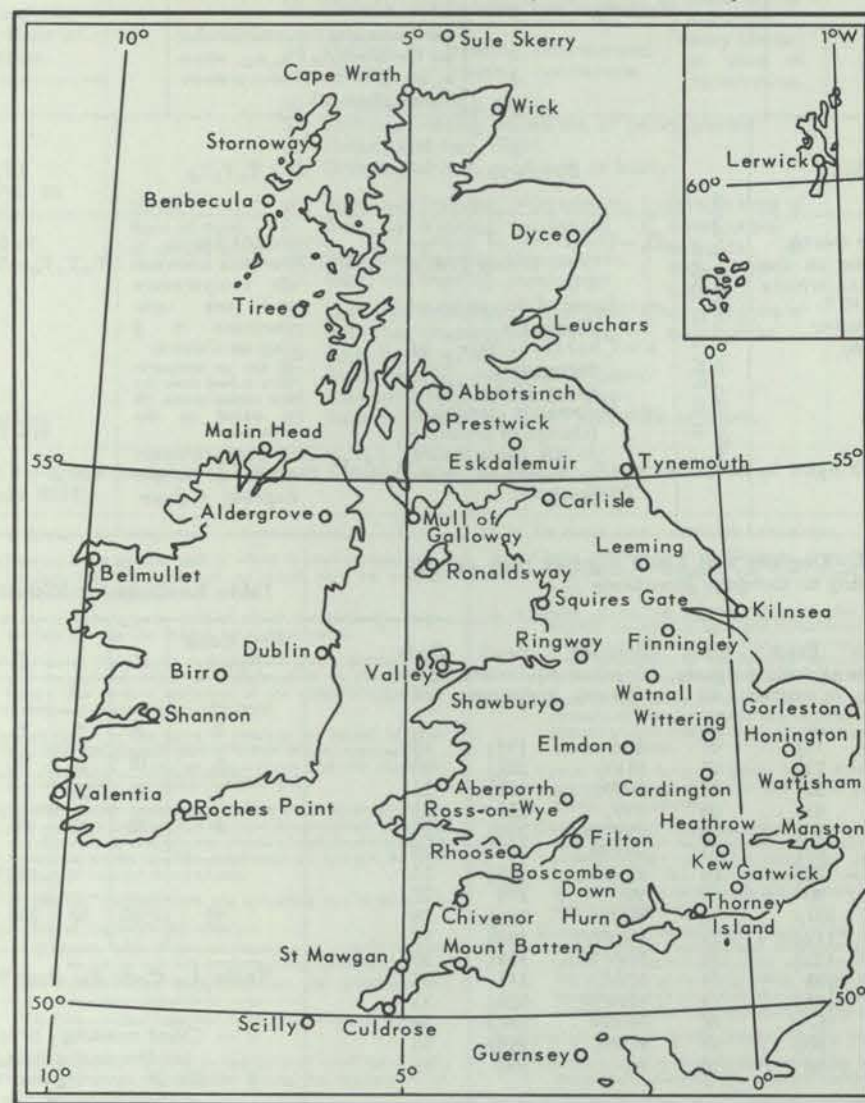 10°
5°
1°W
Sule Skerry
Cape Wrath
Wick
Stornoway
Lerwick
60°
Benbecula
Dyce
Tiree
Leuchars
0°
Abbotsinch
Prestwick
Malin Head
Eskdalemuir
Tynemouth
55°
55°
Carlisle
Aldergrove
Mull of
Galloway
Leeming
Belmullet
Ronaldsway
Squires Gate
Kilnsea
Dublin
Ringway
Finningley
Birr
Valley
Watnall
Shawbury
Wittering
Gorleston
Shannon
Honington
Elmdon
Valentia
Aberporth
Cardington
Wattisham
Roches Point
Ross-on-Wye
Heathrow
Manston
Rhoose
Filton
Kew
Boscombe
Down
Gatwick
Chivenor
Hurn
Thorney
Island
St Mawgan
Mount Batten
50°
50°
Scilly
Culdrose
Guernsey
10°
5°
0°